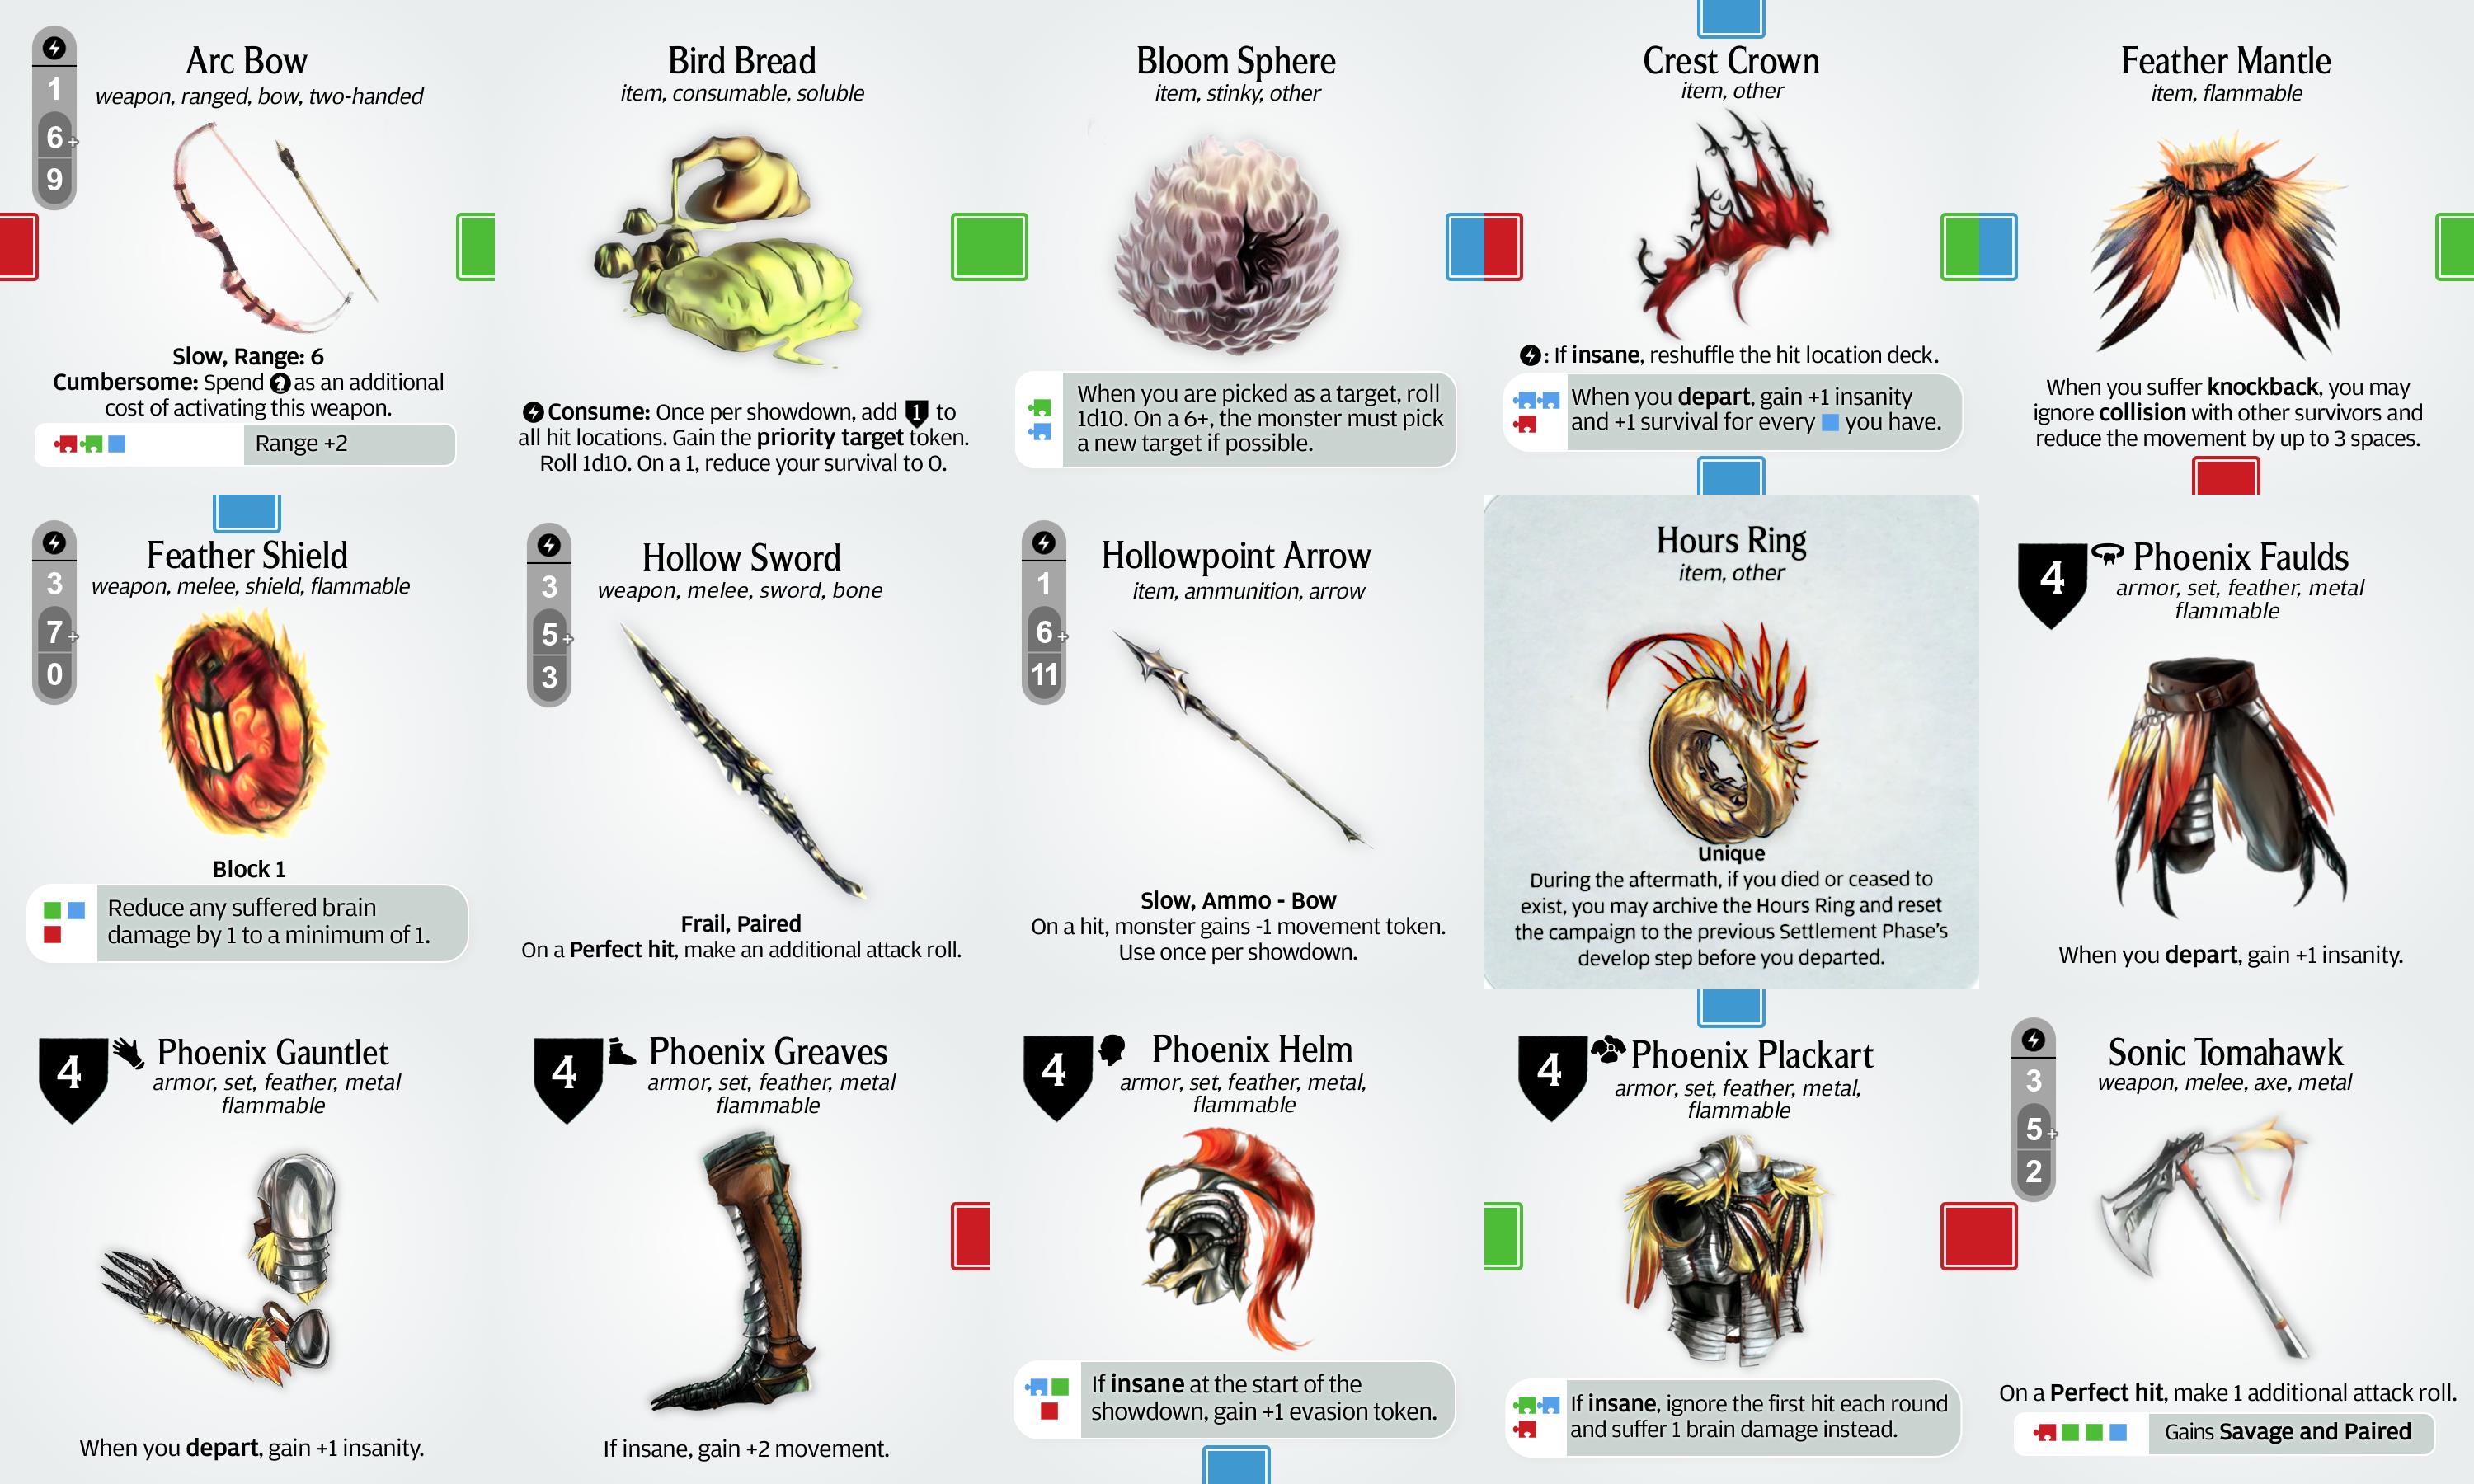 1
6+
9
Arc Bow
weapon, ranged, bow, two-handed
Slow, Range: 6
Cumbersome: Spend as an additional
cost of activating this weapon.
Range +2
Bird Bread
item, consumable, soluble
Consume: Once per showdown, add 1 to
all hit locations. Gain the priority target token.
Roll 1d10. On a 1, reduce your survival to 0.
Bloom Sphere
item, stinky, other
When you are picked as a target, roll
1d10. On a 6+, the monster must pick
a new target if possible.
Crest Crown
item, other
: If insane, reshuffle the hit location deck.
When you depart, gain +1 insanity
and +1 survival for every you have.
Feather Mantle
item, flammable
When you suffer knockback, you may
ignore collision with other survivors and
reduce the movement by up to 3 spaces.
3
7+
0
Feather Shield
weapon, melee, shield, flammable
Block 1
Reduce any suffered brain
damage by 1 to a minimum of 1.
3
5+
3
Hollow Sword
weapon, melee, sword, bone
Frail, Paired
On a Perfect hit, make an additional attack roll.
1
6+
11
Hollowpoint Arrow
item, ammunition, arrow
Slow, Ammo - Bow
On a hit, monster gains -1 movement token.
Use once per showdown.
Hours Ring
item, other
Unique
During the aftermath, if you died or ceased to
exist, you may archive the Hours Ring and reset
the campaign to the previous Settlement Phase's
develop step before you departed.
4
Phoenix Faulds
armor, set, feather, metal
flammable
When you depart, gain +1 insanity.
4
Phoenix Gauntlet
armor, set, feather, metal
flammable
When you depart, gain +1 insanity.
4
Phoenix Greaves
armor, set, feather, metal
flammable
If insane, gain +2 movement.
4
Phoenix Helm
armor, set, feather, metal,
flammable
If insane at the start of the
showdown, gain +1 evasion token.
4
Phoenix Plackart
armor, set, feather, metal,
flammable
If insane, ignore the first hit each round
and suffer 1 brain damage instead.
3
5+
2
Sonic Tomahawk
weapon, melee, axe, metal
On a Perfect hit, make 1 additional attack roll.
Gains Savage and Paired